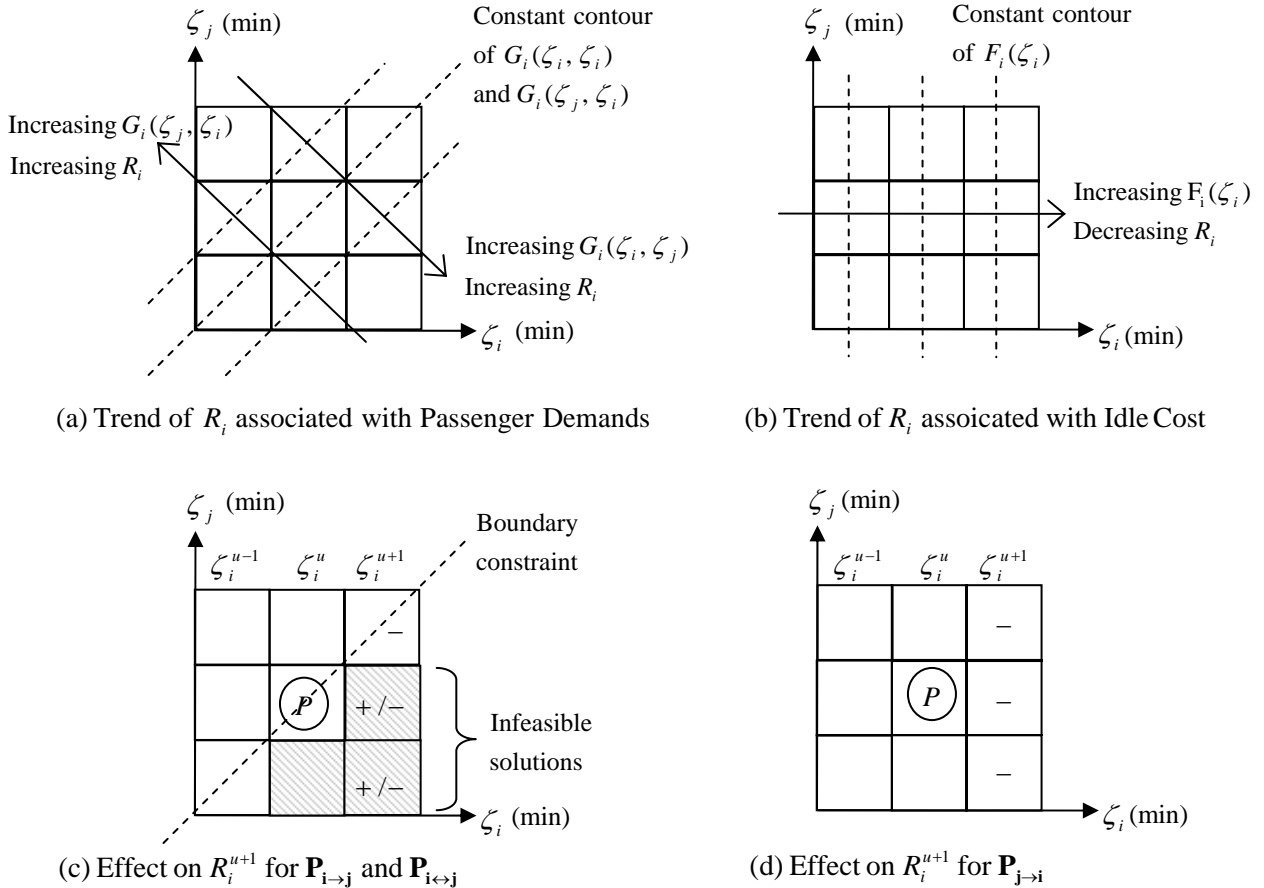 ζ_j (min)
Constant contour
of G_i(ζ_i, ζ_i)
and G_i(ζ_j, ζ_i)
Increasing G_i(ζ_j, ζ_i)
Increasing R_i
Increasing G_i(ζ_i, ζ_j)
Increasing R_i
ζ_i (min)
(a) Trend of R_i associated with Passenger Demands
ζ_j (min)
Constant contour
of F_i(ζ_i)
Increasing F_i(ζ_i)
Decreasing R_i
ζ_i (min)
(b) Trend of R_i assoicated with Idle Cost
ζ_j (min)
ζ_i^{u-1} ζ_i^u ζ_i^{u+1}
Boundary
constraint
−
P
+/−
+/−
Infeasible
solutions
ζ_i (min)
(c) Effect on R_i^{u+1} for P_{i→j} and P_{i↔j}
ζ_j (min)
ζ_i^{u-1} ζ_i^u ζ_i^{u+1}
−
P −
−
ζ_i (min)
(d) Effect on R_i^{u+1} for P_{j→i}